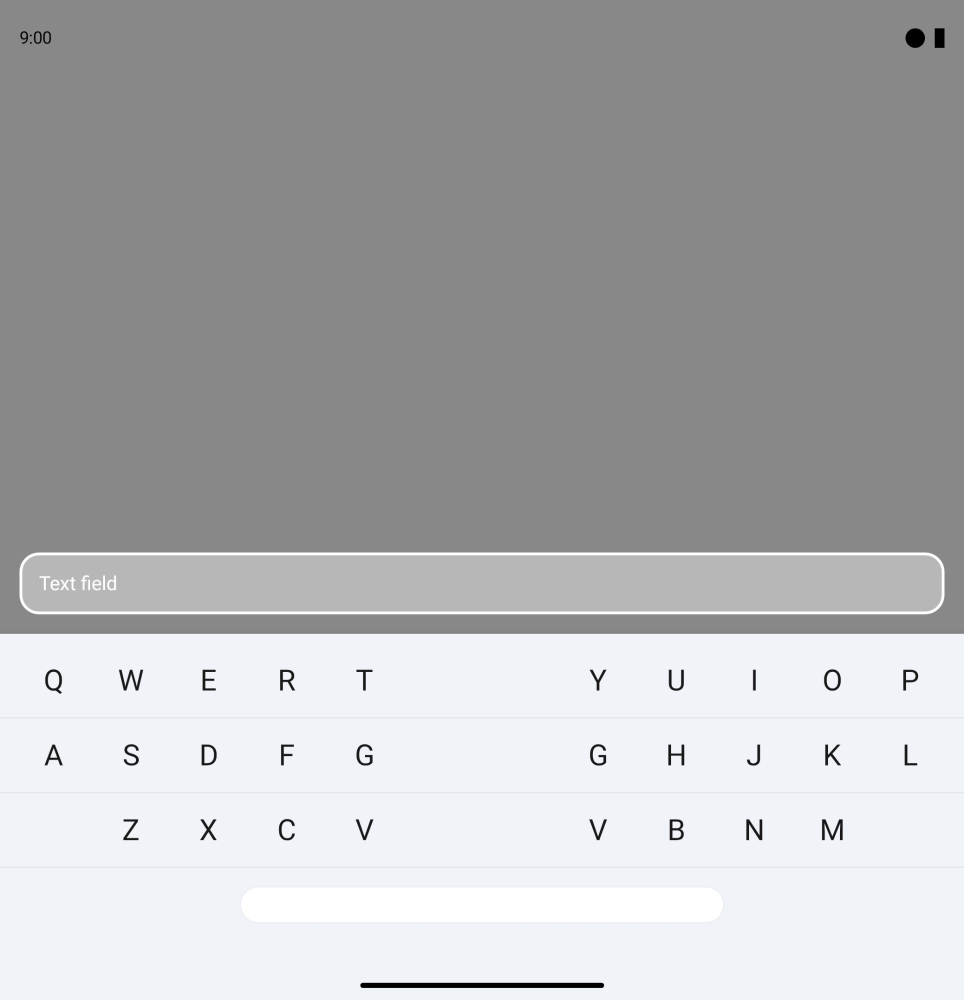 9:00
Text field
Q W E R T Y U I O P
A S D F G G H J K L
Z X C V V B N M